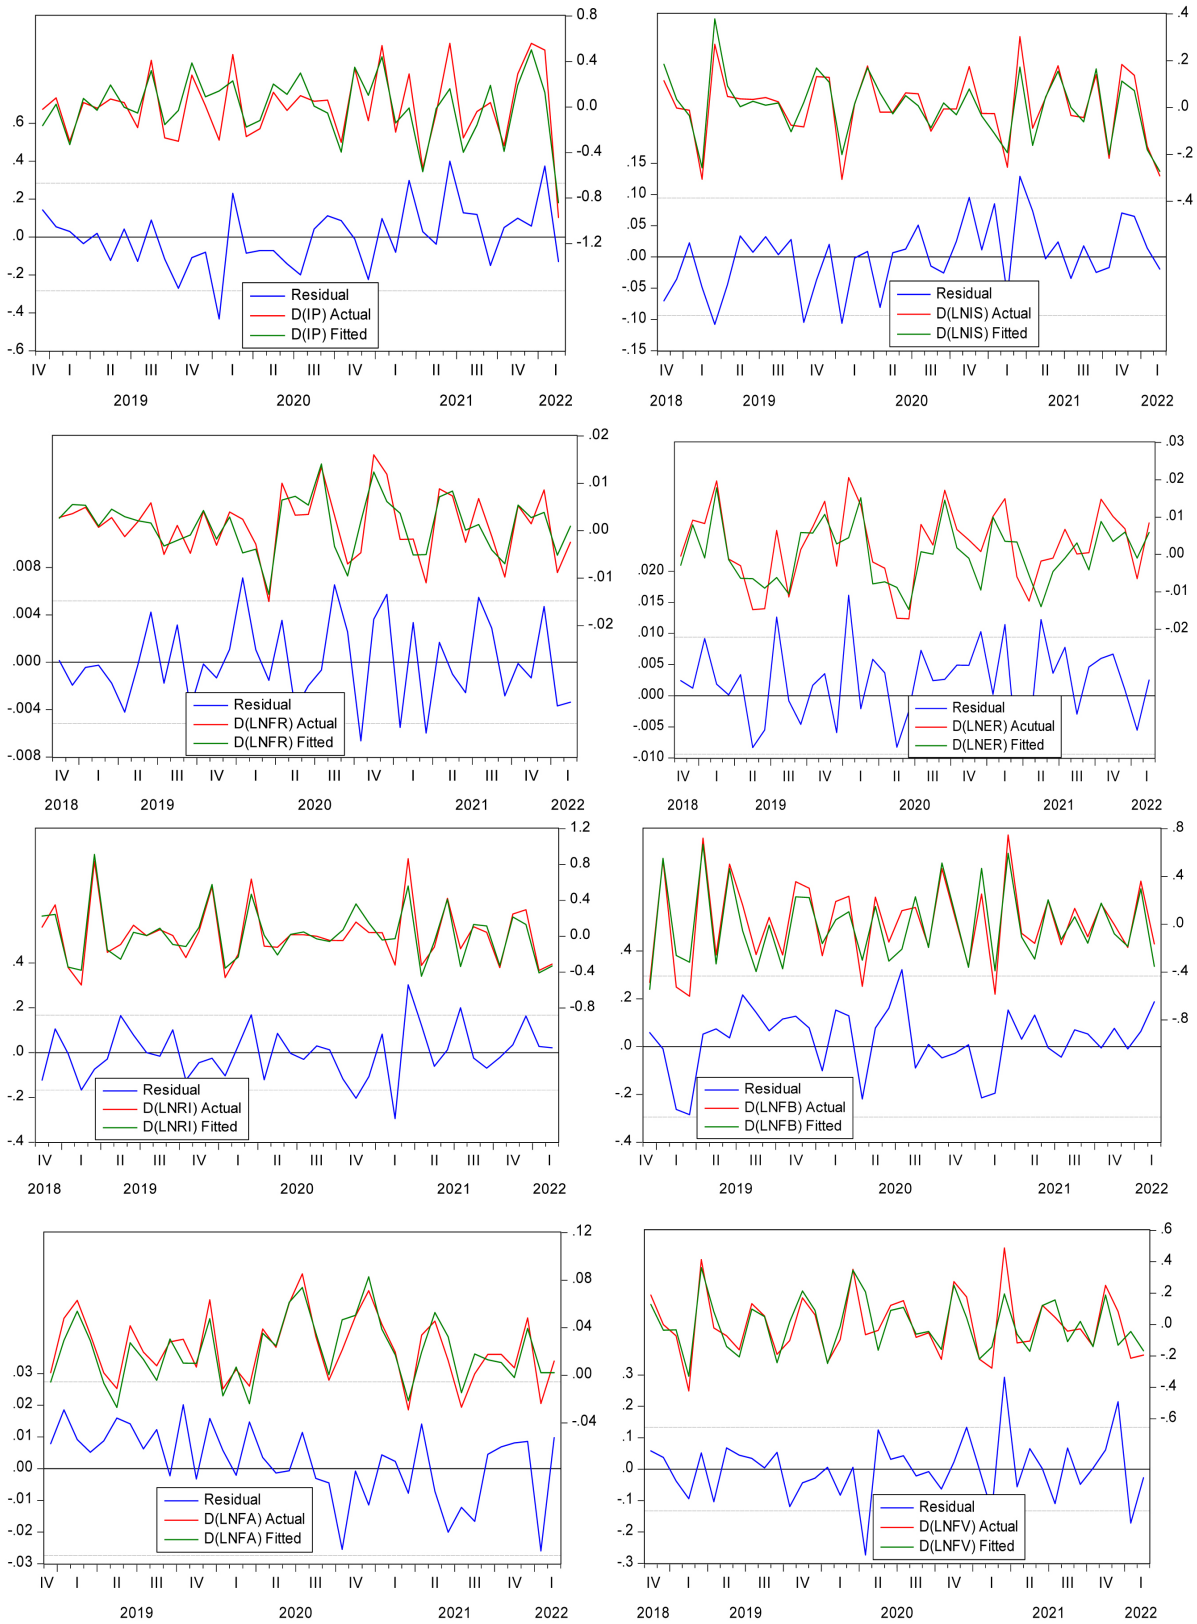 .8
.4
0.0
-0.4
-0.8
-1.2
.6
.4
.2
.0
-.2
-.4
-.6
Residual
D(IP) Actual
D(IP) Fitted
IV I II III IV I II III IV I II III IV I
2019 2020 2021 2022
.4
.2
.0
-.2
-.4
.15
.10
.05
.00
-.05
-.10
-.15
Residual
D(LNIS) Actual
D(LNIS) Fitted
IV I II III IV I II III IV I II III IV I
2018 2019 2020 2021 2022
.02
.01
.00
-.01
-.02
.008
.004
.000
-.004
-.008
Residual
D(LNFR) Actual
D(LNFR) Fitted
IV I II III IV I II III IV I II III IV I
2018 2019 2020 2021 2022
.03
.02
.01
.00
-.01
-.02
.020
.015
.010
.005
.000
-.005
-.010
Residual
D(LNER) Acutual
D(LNER) Fitted
IV I II III IV I II III IV I II III IV I
2018 2019 2020 2021 2022
1.2
0.8
0.4
0.0
-0.4
-0.8
.4
.2
.0
-.2
-.4
Residual
D(LNRI) Actual
D(LNRI) Fitted
IV I II III IV I II III IV I II III IV I
2018 2019 2020 2021 2022
.8
.4
.0
-.4
-.8
.4
.2
.0
-.2
-.4
Residual
D(LNFB) Actual
D(LNFB) Fitted
IV I II III IV I II III IV I II III IV I
2019 2020 2021 2022
.12
.08
.04
.00
-.04
.03
.02
.01
.00
-.01
-.02
-.03
Residual
D(LNFA) Actual
D(LNFA) Fitted
IV I II III IV I II III IV I II III IV I
2019 2020 2021 2022
.6
.4
.2
.0
-.2
-.4
-.6
.3
.2
.1
.0
-.1
-.2
-.3
Residual
D(LNFV) Actual
D(LNFV) Fitted
IV I II III IV I II III IV I II III IV I
2018 2019 2020 2021 2022